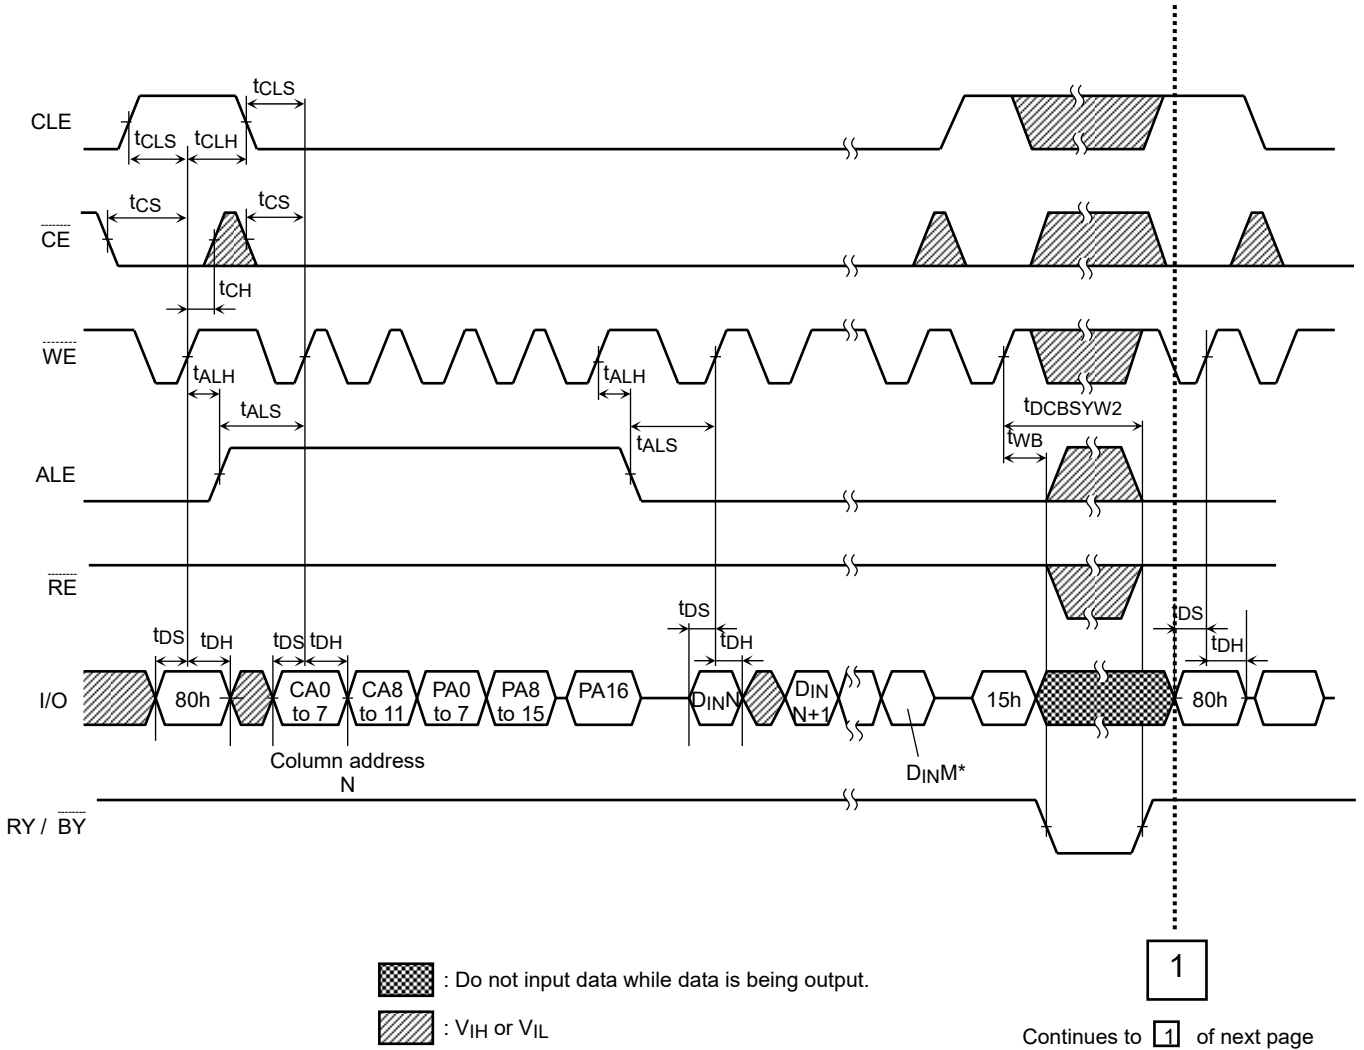 tCLS
CLE
tCLS tCLH
tCS tCS
CE
tCH
WE
tALH tALH
tALS tDCBSYW2
tALS tWB
ALE
RE
tDS tDS
tDS tDH tDS tDH tDH tDH
I/O 80h CA0 to 7 CA8 to 11 PA0 to 7 PA8 to 15 PA16 DINN DIN N+1 15h 80h
Column address
N
DINM*
RY / BY
1
: Do not input data while data is being output.
: VIH or VIL
Continues to 1 of next page